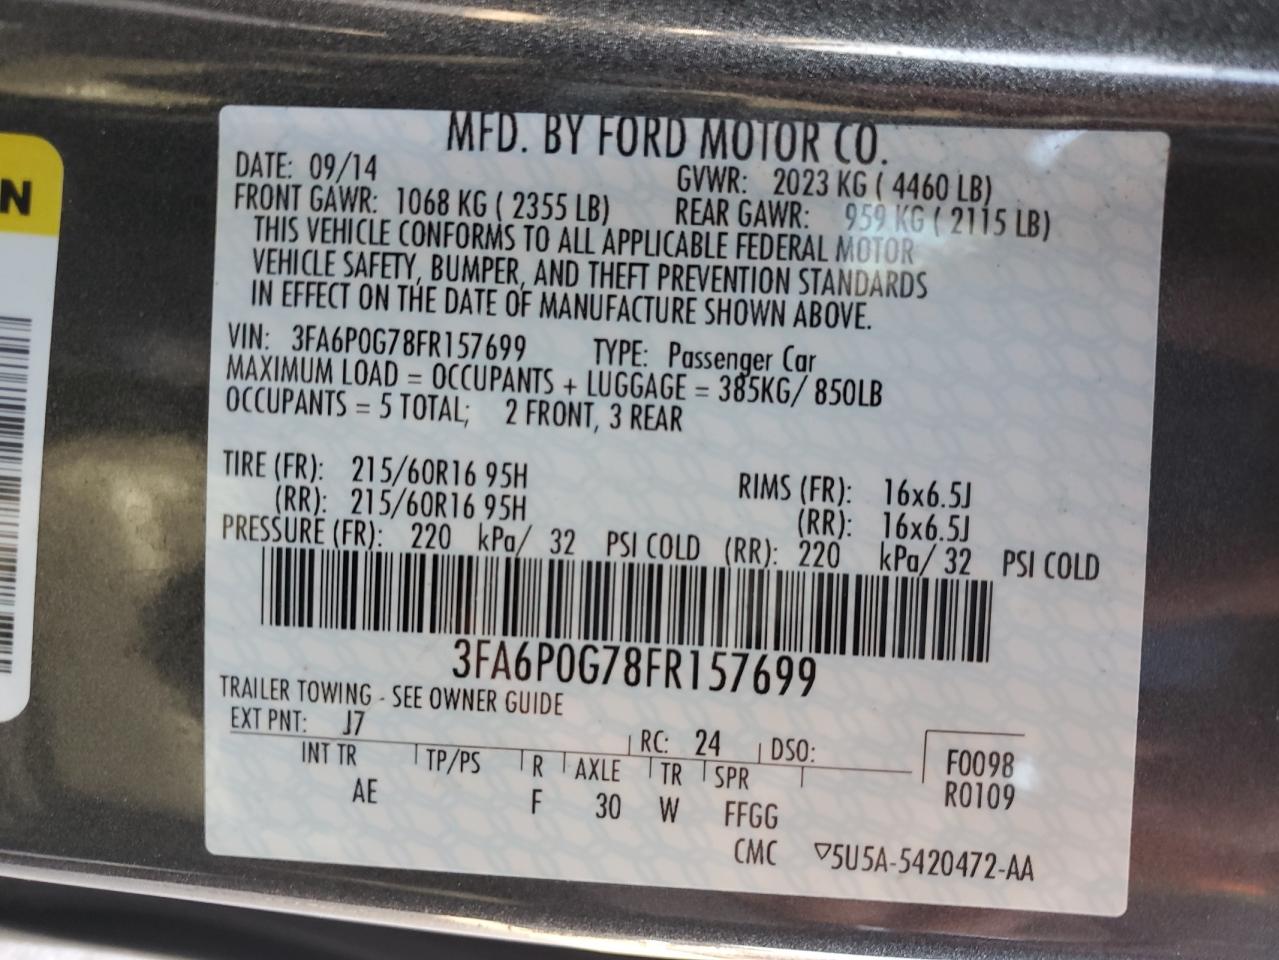 N
MFD. BY FORD MOTOR CO.
DATE: 09/14 GVWR: 2023 KG ( 4460 LB)
FRONT GAWR: 1068 KG ( 2355 LB) REAR GAWR: 959 KG ( 2115 LB)
THIS VEHICLE CONFORMS TO ALL APPLICABLE FEDERAL MOTOR
VEHICLE SAFETY, BUMPER, AND THEFT PREVENTION STANDARDS
IN EFFECT ON THE DATE OF MANUFACTURE SHOWN ABOVE.
VIN: 3FA6P0G78FR157699 TYPE: Passenger Car
MAXIMUM LOAD = OCCUPANTS + LUGGAGE = 385KG/ 850LB
OCCUPANTS = 5 TOTAL; 2 FRONT, 3 REAR
TIRE (FR): 215/60R16 95H RIMS (FR): 16x6.5J
(RR): 215/60R16 95H (RR): 16x6.5J
PRESSURE (FR): 220 kPa/ 32 PSI COLD (RR): 220 kPa/ 32 PSI COLD
3FA6P0G78FR157699
TRAILER TOWING - SEE OWNER GUIDE
EXT PNT: J7 RC: 24 DSO:
INT TR TP/PS R AXLE TR SPR F0098
AE F 30 W FFGG R0109
CMC ▽5U5A-5420472-AA